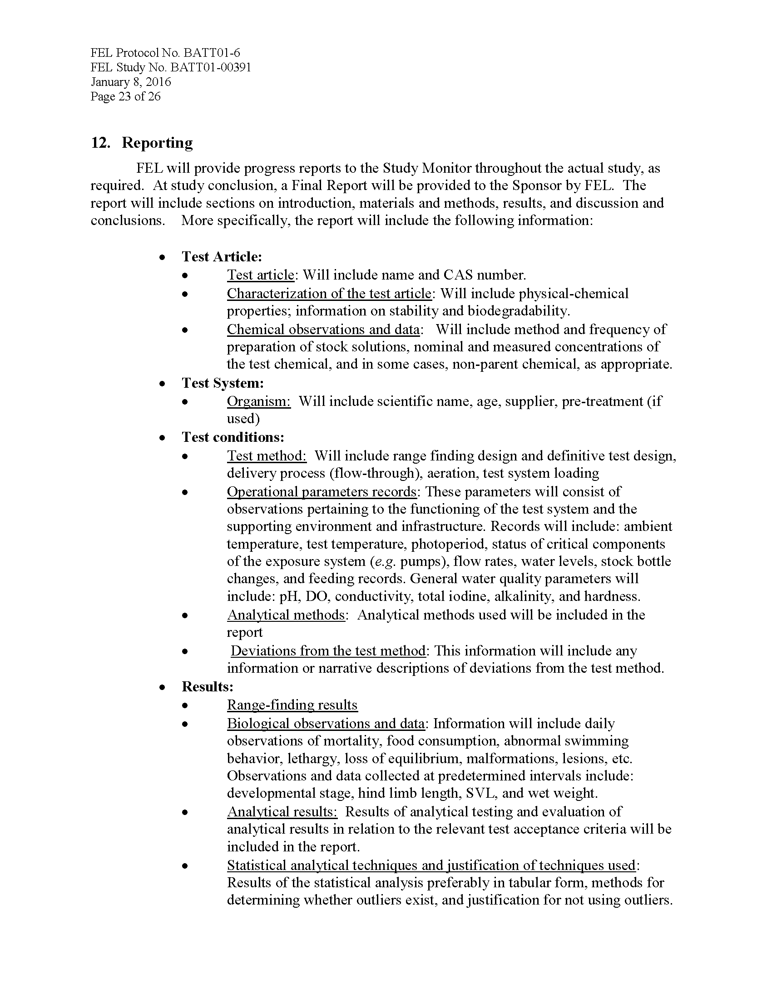 FEL Protocol No. BATT01-6
FEL Study No. BATT01-00391
January 8, 2016
Page 23 of 26
12. Reporting
FEL will provide progress reports to the Study Monitor throughout the actual study, as
required. At study conclusion, a Final Report will be provided to the Sponsor by FEL. The
report will include sections on introduction, materials and methods, results, and discussion and
conclusions. More specifically, the report will include the following information:
• Test Article:
• Test article: Will include name and CAS number.
• Characterization of the test article: Will include physical-chemical
properties; information on stability and biodegradability.
• Chemical observations and data: Will include method and frequency of
preparation of stock solutions, nominal and measured concentrations of
the test chemical, and in some cases, non-parent chemical, as appropriate.
• Test System:
• Organism: Will include scientific name, age, supplier, pre-treatment (if
used)
• Test conditions:
• Test method: Will include range finding design and definitive test design,
delivery process (flow-through), aeration, test system loading
• Operational parameters records: These parameters will consist of
observations pertaining to the functioning of the test system and the
supporting environment and infrastructure. Records will include: ambient
temperature, test temperature, photoperiod, status of critical components
of the exposure system (e.g. pumps), flow rates, water levels, stock bottle
changes, and feeding records. General water quality parameters will
include: pH, DO, conductivity, total iodine, alkalinity, and hardness.
• Analytical methods: Analytical methods used will be included in the
report
• Deviations from the test method: This information will include any
information or narrative descriptions of deviations from the test method.
• Results:
• Range-finding results
• Biological observations and data: Information will include daily
observations of mortality, food consumption, abnormal swimming
behavior, lethargy, loss of equilibrium, malformations, lesions, etc.
Observations and data collected at predetermined intervals include:
developmental stage, hind limb length, SVL, and wet weight.
• Analytical results: Results of analytical testing and evaluation of
analytical results in relation to the relevant test acceptance criteria will be
included in the report.
• Statistical analytical techniques and justification of techniques used:
Results of the statistical analysis preferably in tabular form, methods for
determining whether outliers exist, and justification for not using outliers.